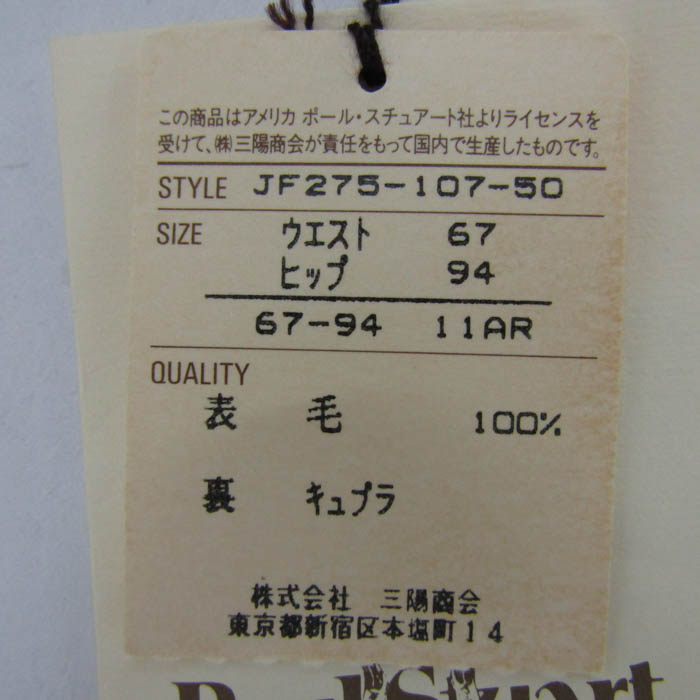 この商品はアメリカ ポール・スチュアート社よりライセンスを
受けて、㈱三陽商会が責任をもって国内で生産したものです。
STYLE JF275-107-50
SIZE ウエスト 67
ヒップ 94
67-94 11AR
QUALITY
表 毛 100%
裏 キュプラ
株式会社 三陽商会
東京都新宿区本塩町14
Paul Stuart